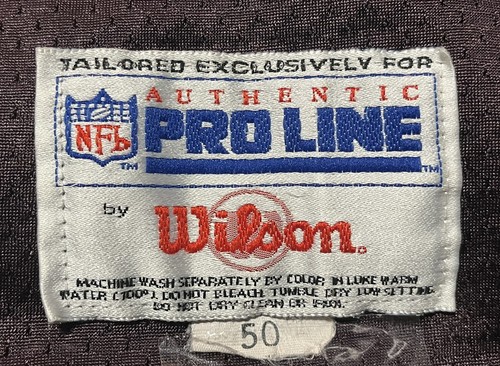 TAILORED EXCLUSIVELY FOR
AUTHENTIC
NFL PRO LINE TM
TM
by Wilson®
MACHINE WASH SEPARATELY BY COLOR IN LUKE WARM
WATER (100°). DO NOT BLEACH. TUMBLE DRY LOW SETTING
DO NOT DRY CLEAN OR IRON.
50